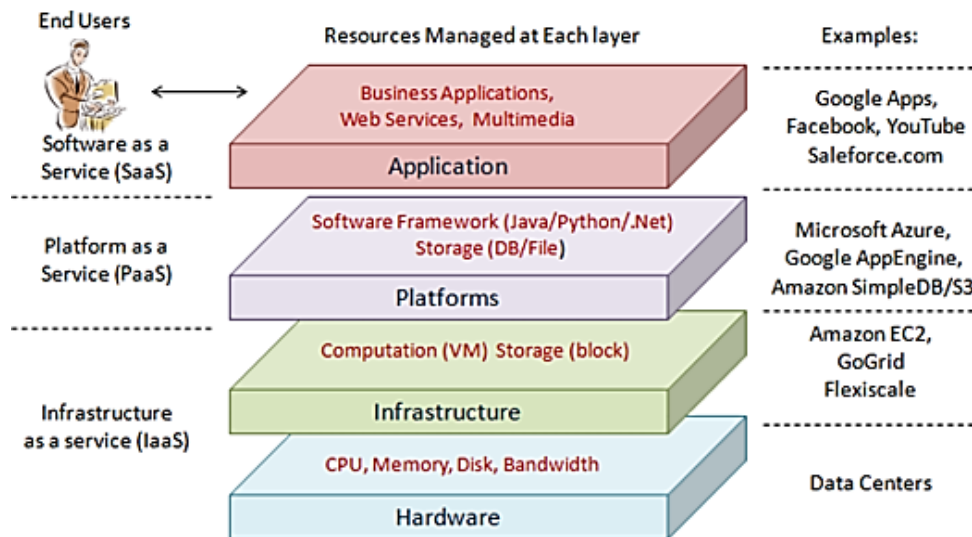 End Users
Resources Managed at Each layer
Examples:
Business Applications,
Web Services, Multimedia
Application
Software as a
Service (SaaS)
Google Apps,
Facebook, YouTube
Saleforce.com
Software Framework (Java/Python/.Net)
Storage (DB/File)
Platforms
Platform as a
Service (PaaS)
Microsoft Azure,
Google AppEngine,
Amazon SimpleDB/S3
Computation (VM) Storage (block)
Infrastructure
Amazon EC2,
GoGrid
Flexiscale
Infrastructure
as a service (IaaS)
CPU, Memory, Disk, Bandwidth
Hardware
Data Centers